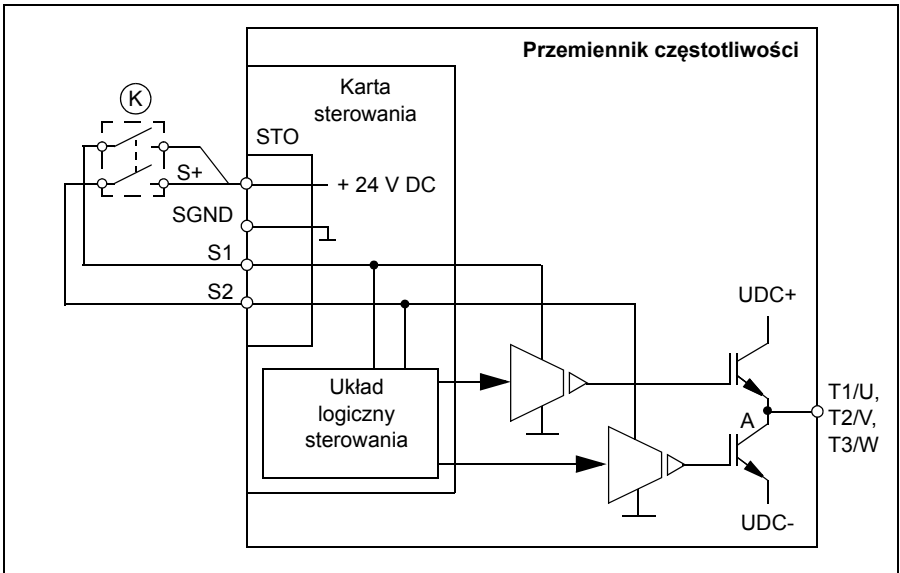 Przemiennik częstotliwości
Karta
sterowania
K
STO
S+
+ 24 V DC
SGND
S1
S2
UDC+
Układ
logiczny
sterowania
A
T1/U,
T2/V,
T3/W
UDC-